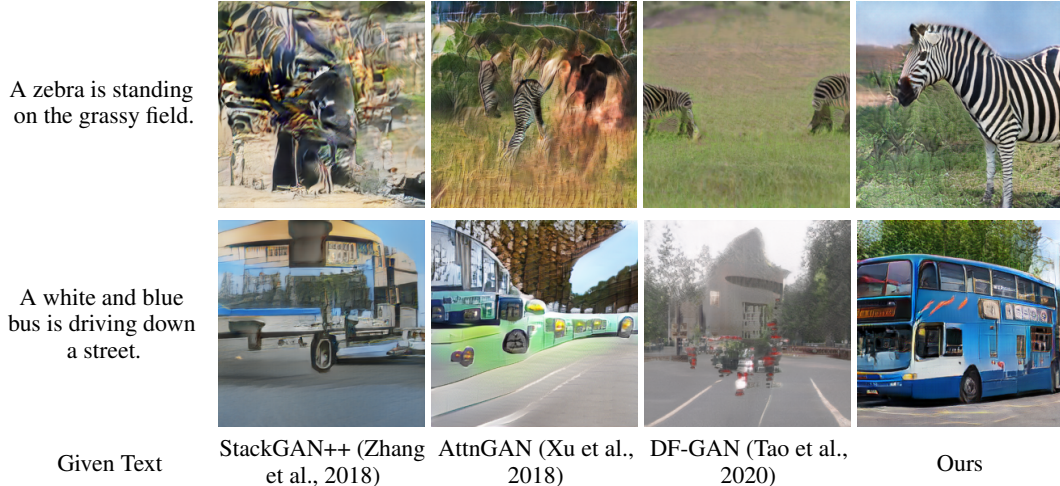 A zebra is standing
on the grassy field.
A white and blue
bus is driving down
a street.
Given Text
StackGAN++ (Zhang
et al., 2018)
AttnGAN (Xu et al.,
2018)
DF-GAN (Tao et al.,
2020)
Ours